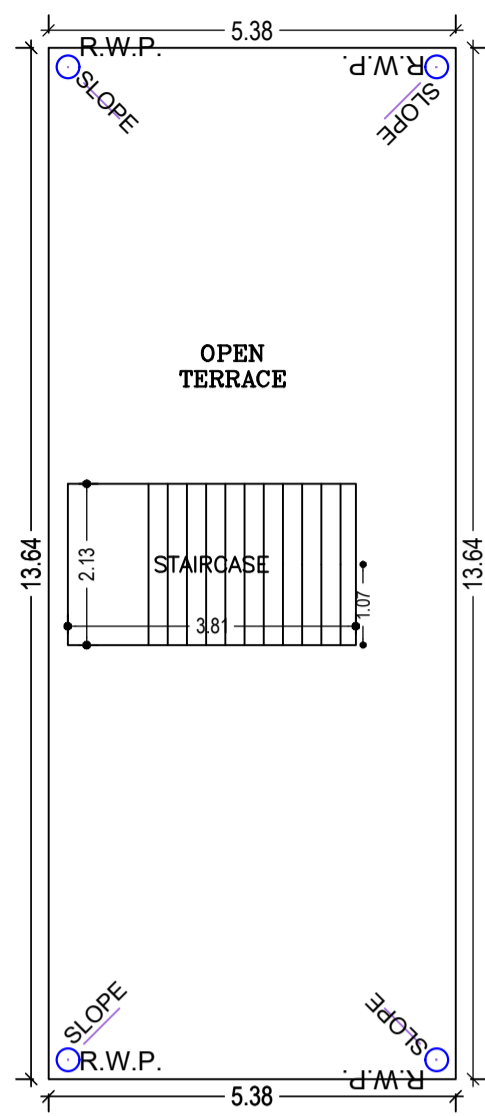 5.38
R.W.P.
R.W.P.
SLOPE
SLOPE
OPEN
TERRACE
13.64
13.64
2.13
STAIRCASE
1.07
3.81
SLOPE
SLOPE
R.W.P.
R.W.P.
5.38